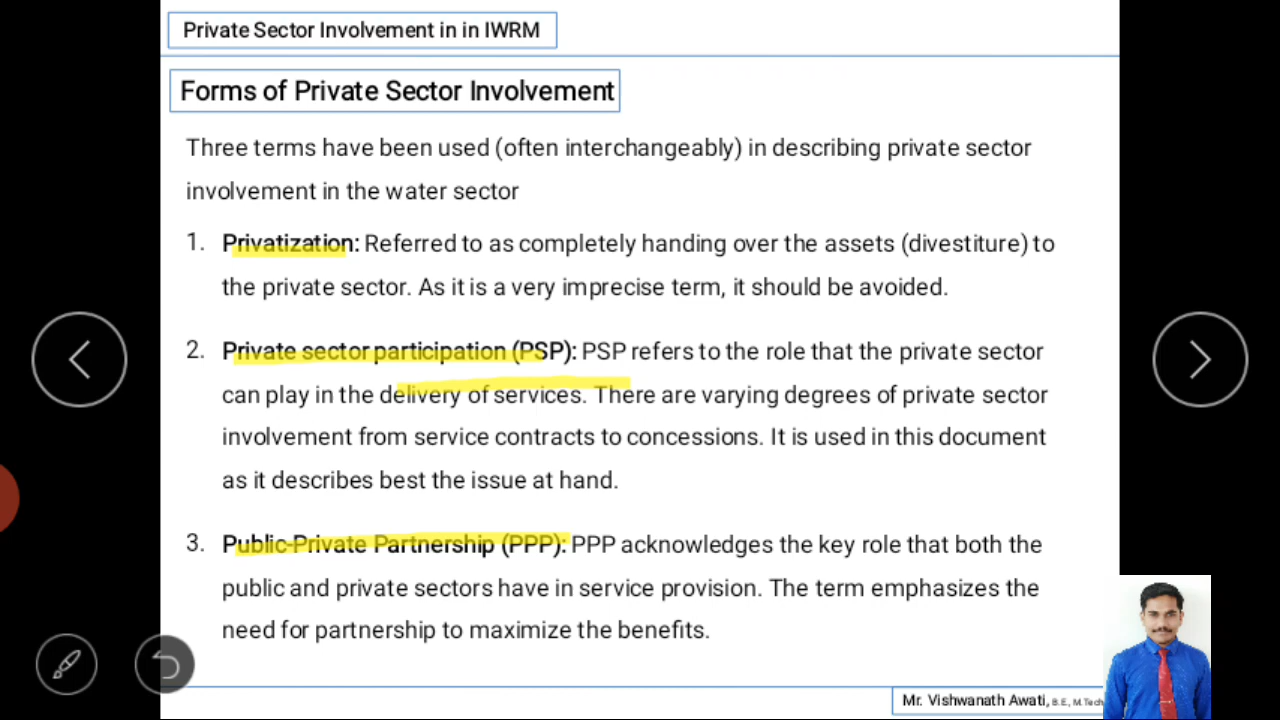 Private Sector Involvement in in IWRM
Forms of Private Sector Involvement
Three terms have been used (often interchangeably) in describing private sector
involvement in the water sector
1. Privatization: Referred to as completely handing over the assets (divestiture) to
the private sector. As it is a very imprecise term, it should be avoided.
2. Private sector participation (PSP): PSP refers to the role that the private sector
can play in the delivery of services. There are varying degrees of private sector
involvement from service contracts to concessions. It is used in this document
as it describes best the issue at hand.
3. Public-Private Partnership (PPP): PPP acknowledges the key role that both the
public and private sectors have in service provision. The term emphasizes the
need for partnership to maximize the benefits.
Mr. Vishwanath Awati, B.E., M.Tech